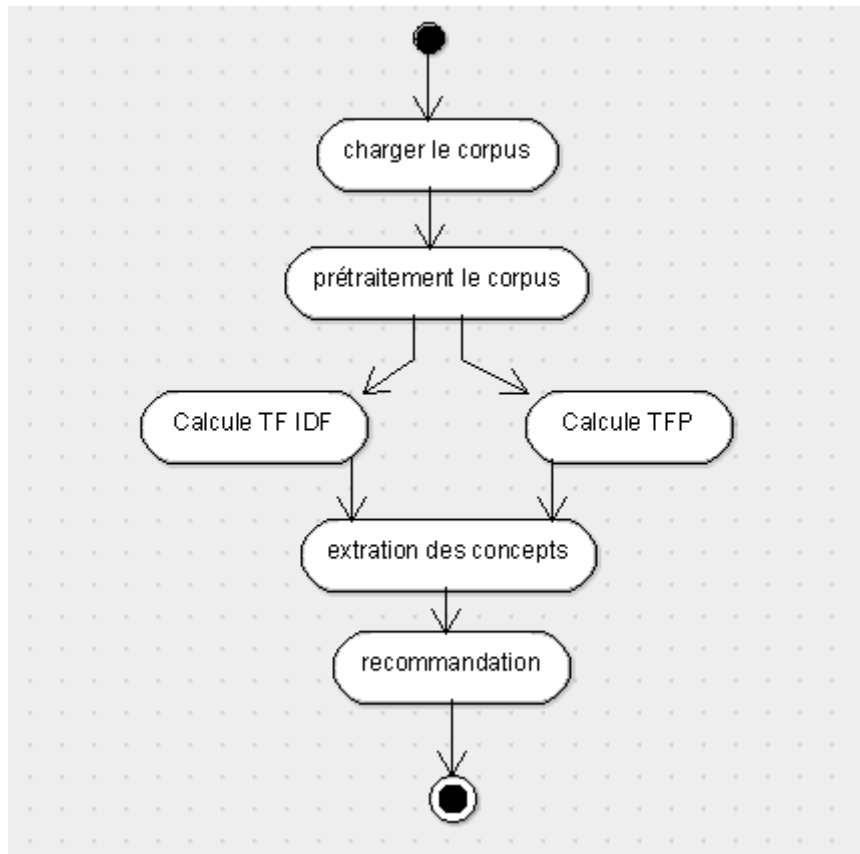 charger le corpus
prétraitement le corpus
Calcule TF IDF
Calcule TFP
extration des concepts
recommandation